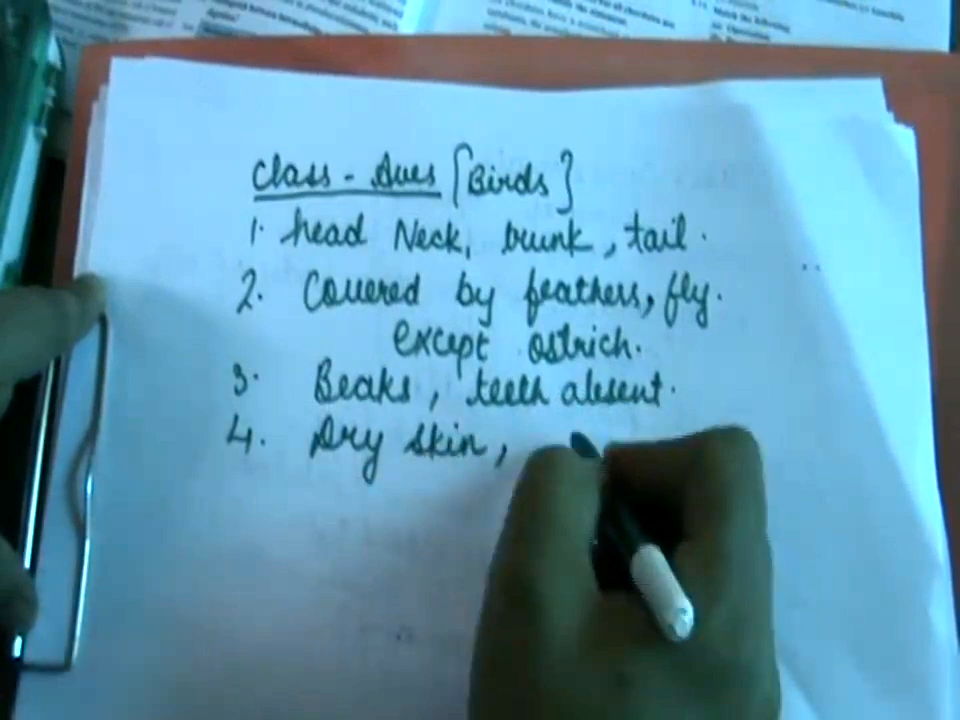 Class - Aves [Birds]
1. head Neck, trunk, tail.
2. Covered by feathers, fly.
except ostrich.
3. Beaks, teeth absent.
4. Dry skin,